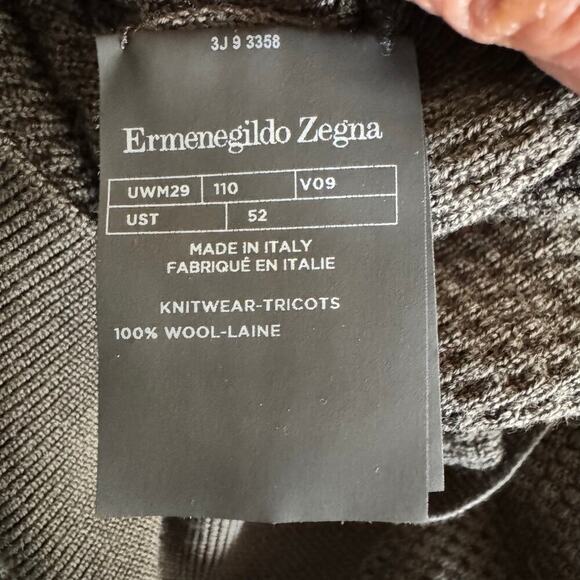 3J 9 3358
Ermenegildo Zegna
UWM29 110 V09
UST 52
MADE IN ITALY
FABRIQUÉ EN ITALIE
KNITWEAR-TRICOTS
100% WOOL-LAINE